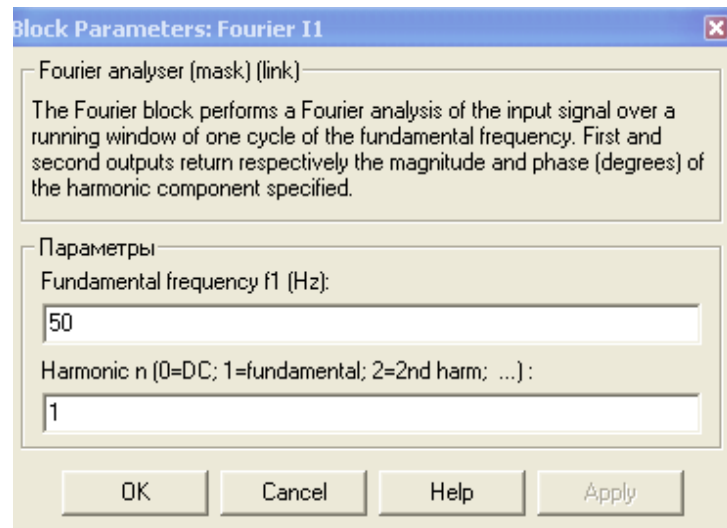 Block Parameters: Fourier I1
Fourier analyser (mask) (link)
The Fourier block performs a Fourier analysis of the input signal over a
running window of one cycle of the fundamental frequency. First and
second outputs return respectively the magnitude and phase (degrees) of
the harmonic component specified.
Параметры
Fundamental frequency f1 (Hz):
50
Harmonic n (0=DC; 1=fundamental; 2=2nd harm; ...) :
1
OK Cancel Help Apply